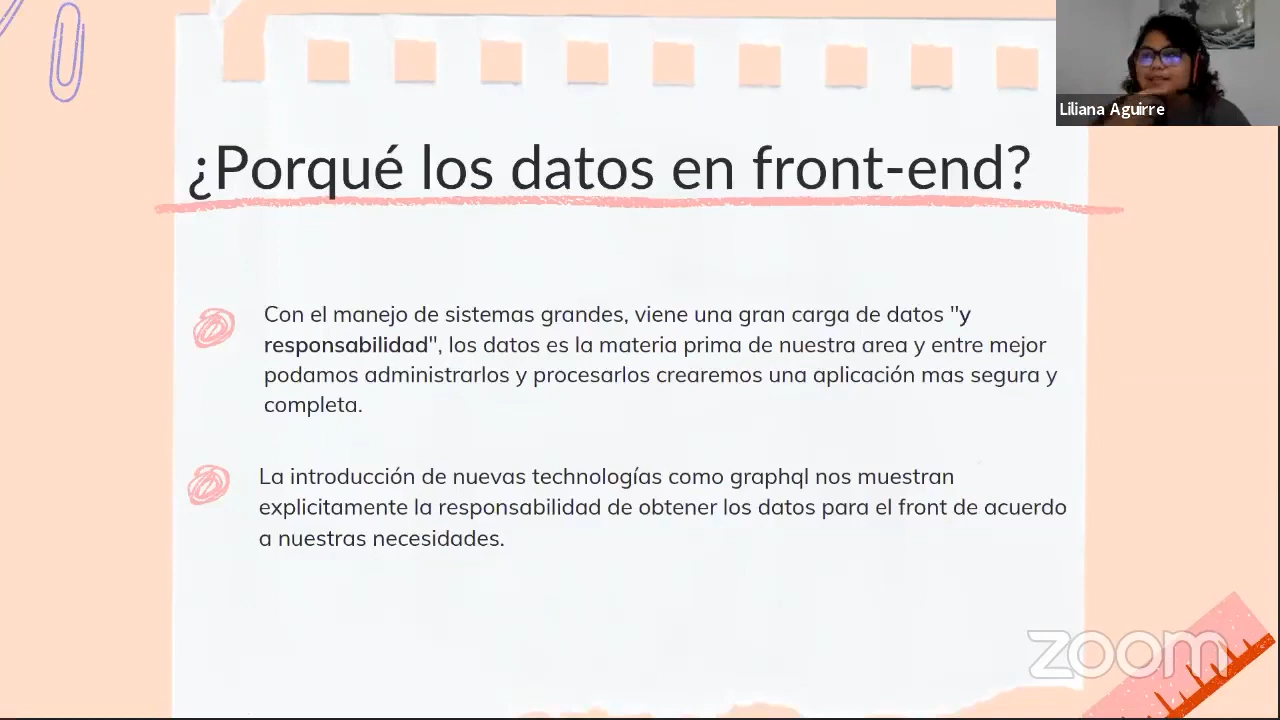 Liliana Aguirre
¿Porqué los datos en front-end?
Con el manejo de sistemas grandes, viene una gran carga de datos "y
responsabilidad", los datos es la materia prima de nuestra area y entre mejor
podamos administrarlos y procesarlos crearemos una aplicación mas segura y
completa.
La introducción de nuevas technologías como graphql nos muestran
explicitamente la responsabilidad de obtener los datos para el front de acuerdo
a nuestras necesidades.
zoom